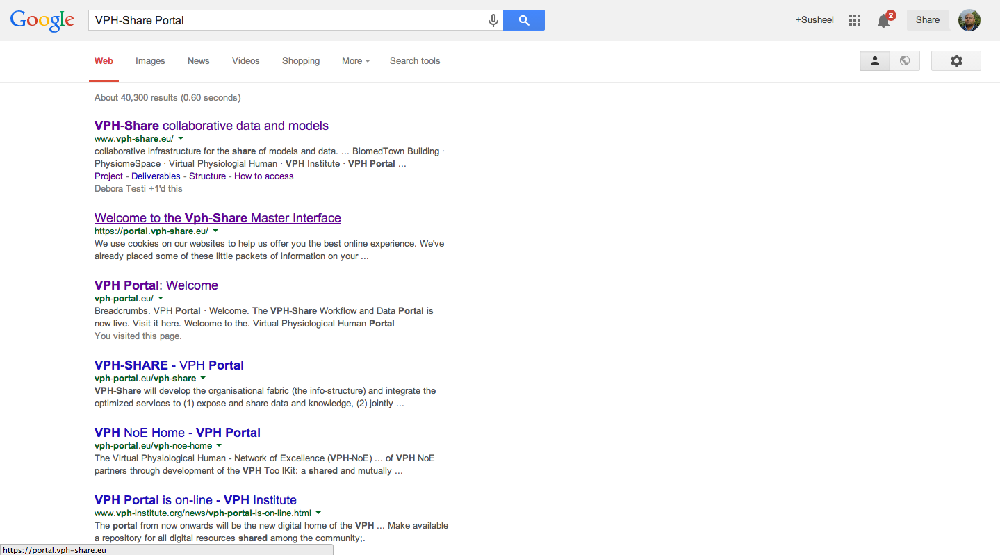 Google
VPH-Share Portal
+Susheel
2
Share
Web Images News Videos Shopping More Search tools
About 40,300 results (0.60 seconds)
VPH-Share collaborative data and models
www.vph-share.eu/
collaborative infrastructure for the share of models and data. ... BiomedTown Building ·
PhysiomeSpace · Virtual Physiologial Human · VPH Institute · VPH Portal ...
Project - Deliverables - Structure - How to access
Debora Testi +1'd this
Welcome to the Vph-Share Master Interface
https://portal.vph-share.eu/
We use cookies on our websites to help us offer you the best online experience. We've
already placed some of these little packets of information on your ...
VPH Portal: Welcome
vph-portal.eu/
Breadcrumbs. VPH Portal · Welcome. The VPH-Share Workflow and Data Portal is
now live. Visit it here. Welcome to the. Virtual Physiological Human Portal
You visited this page.
VPH-SHARE - VPH Portal
vph-portal.eu/vph-share
VPH-Share will develop the organisational fabric (the info-structure) and integrate the
optimized services to (1) expose and share data and knowledge, (2) jointly ...
VPH NoE Home - VPH Portal
vph-portal.eu/vph-noe-home
The Virtual Physiological Human - Network of Excellence (VPH-NoE) ... of VPH NoE
partners through development of the VPH Too lKit: a shared and mutually ...
VPH Portal is on-line - VPH Institute
www.vph-institute.org/news/vph-portal-is-on-line.html
The portal from now onwards will be the new digital home of the VPH ... Make available
a repository for all digital resources shared among the community;.
https://portal.vph-share.eu